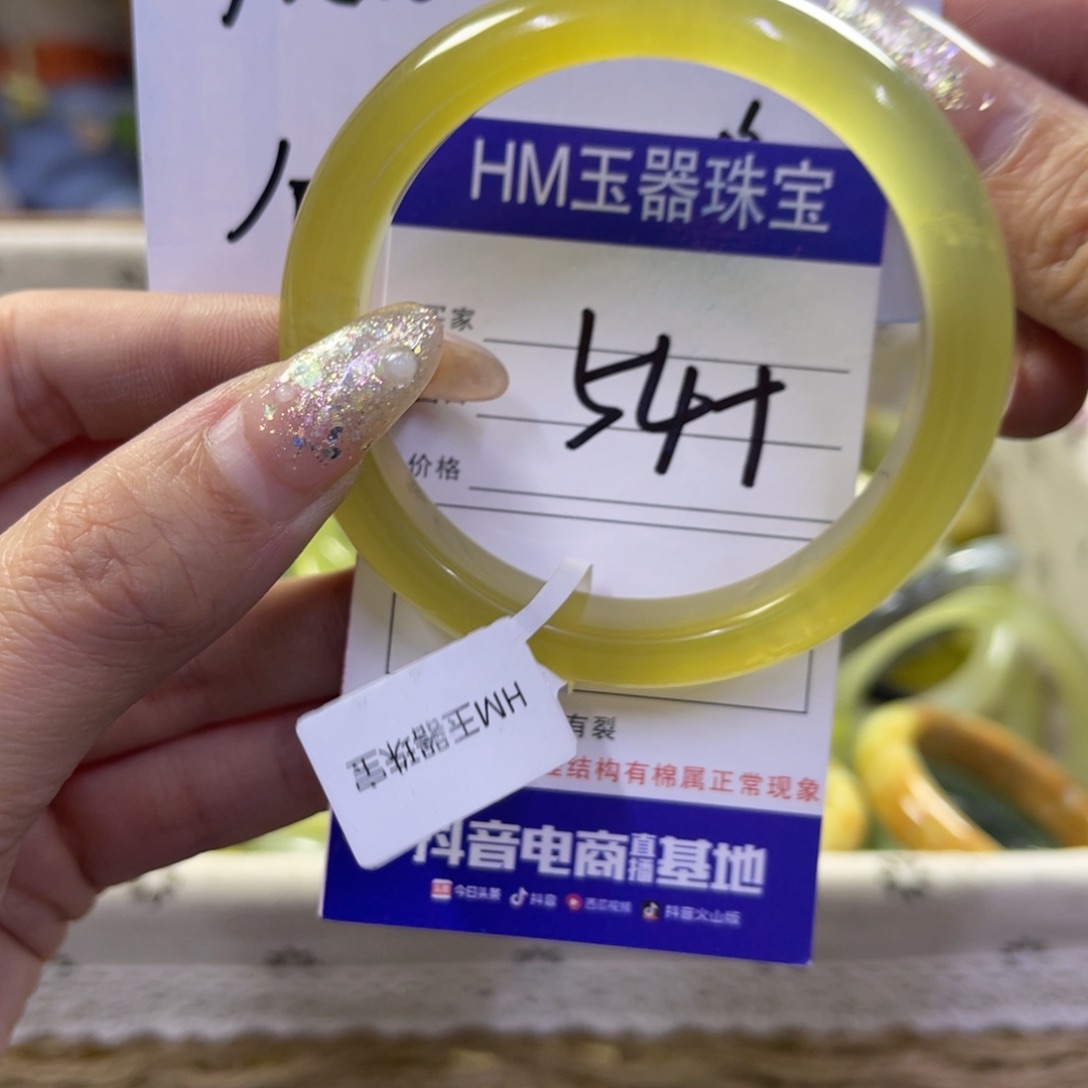 HM玉器珠宝
家
541
价格
有裂
结构有棉属正常现象
HM玉器珠宝
抖音电商直播基地
今日头条 抖音 西瓜视频 抖音火山版